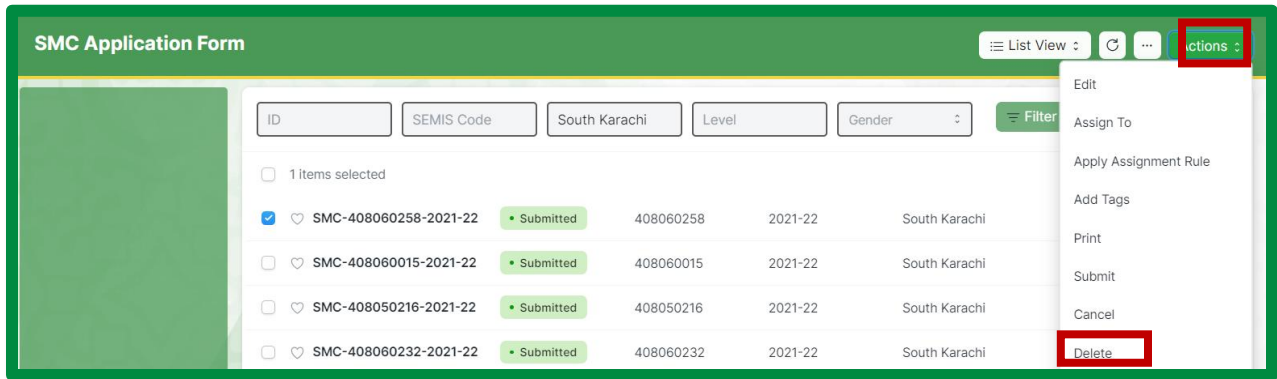 SMC Application Form
List View
...
Actions
ID
SEMIS Code
South Karachi
Level
Gender
Filter
1 items selected
SMC-408060258-2021-22 • Submitted 408060258 2021-22 South Karachi
SMC-408060015-2021-22 • Submitted 408060015 2021-22 South Karachi
SMC-408050216-2021-22 • Submitted 408050216 2021-22 South Karachi
SMC-408060232-2021-22 • Submitted 408060232 2021-22 South Karachi
Edit
Assign To
Apply Assignment Rule
Add Tags
Print
Submit
Cancel
Delete